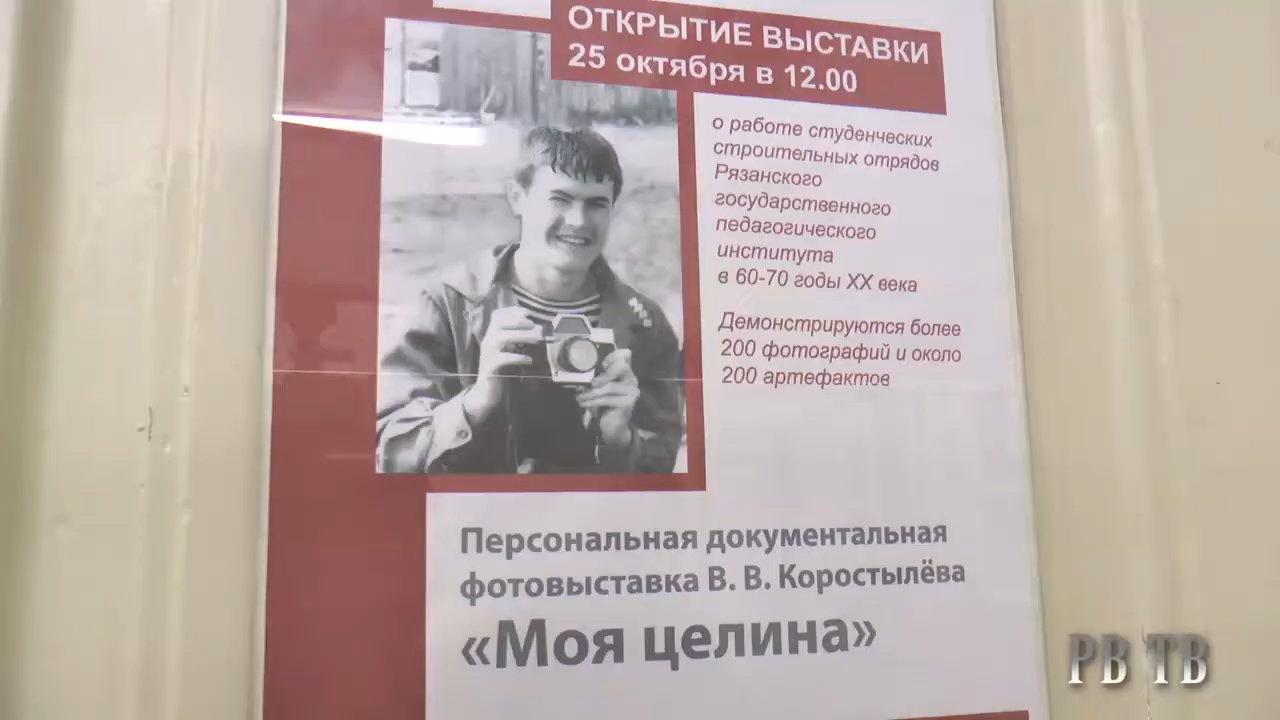 ОТКРЫТИЕ ВЫСТАВКИ
25 октября в 12.00
о работе студенческих
строительных отрядов
Рязанского
государственного
педагогического
института
в 60-70 годы XX века
Демонстрируются более
200 фотографий и около
200 артефактов
Персональная документальная
фотовыставка В. В. Коростылёва
«Моя целина»
РВ ТВ